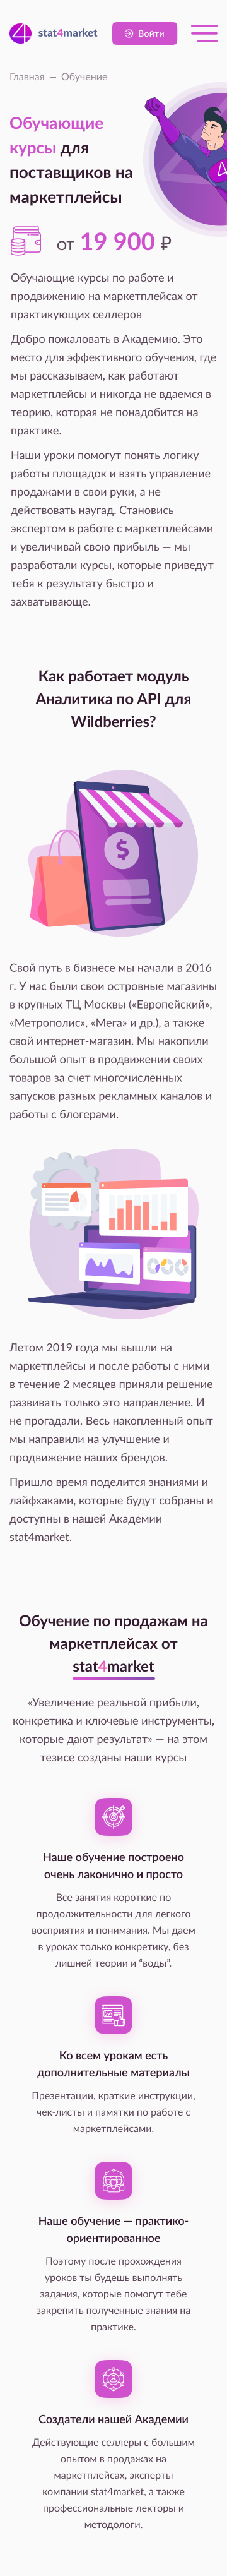 stat4market
Войти
Главная — Обучение
Обучающие
курсы для
поставщиков на
маркетплейсы
от 19 900 ₽
Обучающие курсы по работе и
продвижению на маркетплейсах от
практикующих селлеров
Добро пожаловать в Академию. Это
место для эффективного обучения, где
мы рассказываем, как работают
маркетплейсы и никогда не вдаемся в
теорию, которая не понадобится на
практике.
Наши уроки помогут понять логику
работы площадок и взять управление
продажами в свои руки, а не
действовать наугад. Становись
экспертом в работе с маркетплейсами
и увеличивай свою прибыль — мы
разработали курсы, которые приведут
тебя к результату быстро и
захватывающе.
Как работает модуль
Аналитика по API для
Wildberries?
$
Свой путь в бизнесе мы начали в 2016
г. У нас были свои островные магазины
в крупных ТЦ Москвы («Европейский»,
«Метрополис», «Мега» и др.), а также
свой интернет-магазин. Мы накопили
большой опыт в продвижении своих
товаров за счет многочисленных
запусков разных рекламных каналов и
работы с блогерами.
Летом 2019 года мы вышли на
маркетплейсы и после работы с ними
в течение 2 месяцев приняли решение
развивать только это направление. И
не прогадали. Весь накопленный опыт
мы направили на улучшение и
продвижение наших брендов.
Пришло время поделится знаниями и
лайфхаками, которые будут собраны и
доступны в нашей Академии
stat4market.
Обучение по продажам на
маркетплейсах от
stat4market
«Увеличение реальной прибыли,
конкретика и ключевые инструменты,
которые дают результат» — на этом
тезисе созданы наши курсы
Наше обучение построено
очень лаконично и просто
Все занятия короткие по
продолжительности для легкого
восприятия и понимания. Мы даем
в уроках только конкретику, без
лишней теории и “воды”.
Ко всем урокам есть
дополнительные материалы
Презентации, краткие инструкции,
чек-листы и памятки по работе с
маркетплейсами.
Наше обучение — практико-
ориентированное
Поэтому после прохождения
уроков ты будешь выполнять
задания, которые помогут тебе
закрепить полученные знания на
практике.
Создатели нашей Академии
Действующие селлеры с большим
опытом в продажах на
маркетплейсах, эксперты
компании stat4market, а также
профессиональные лекторы и
методологи.